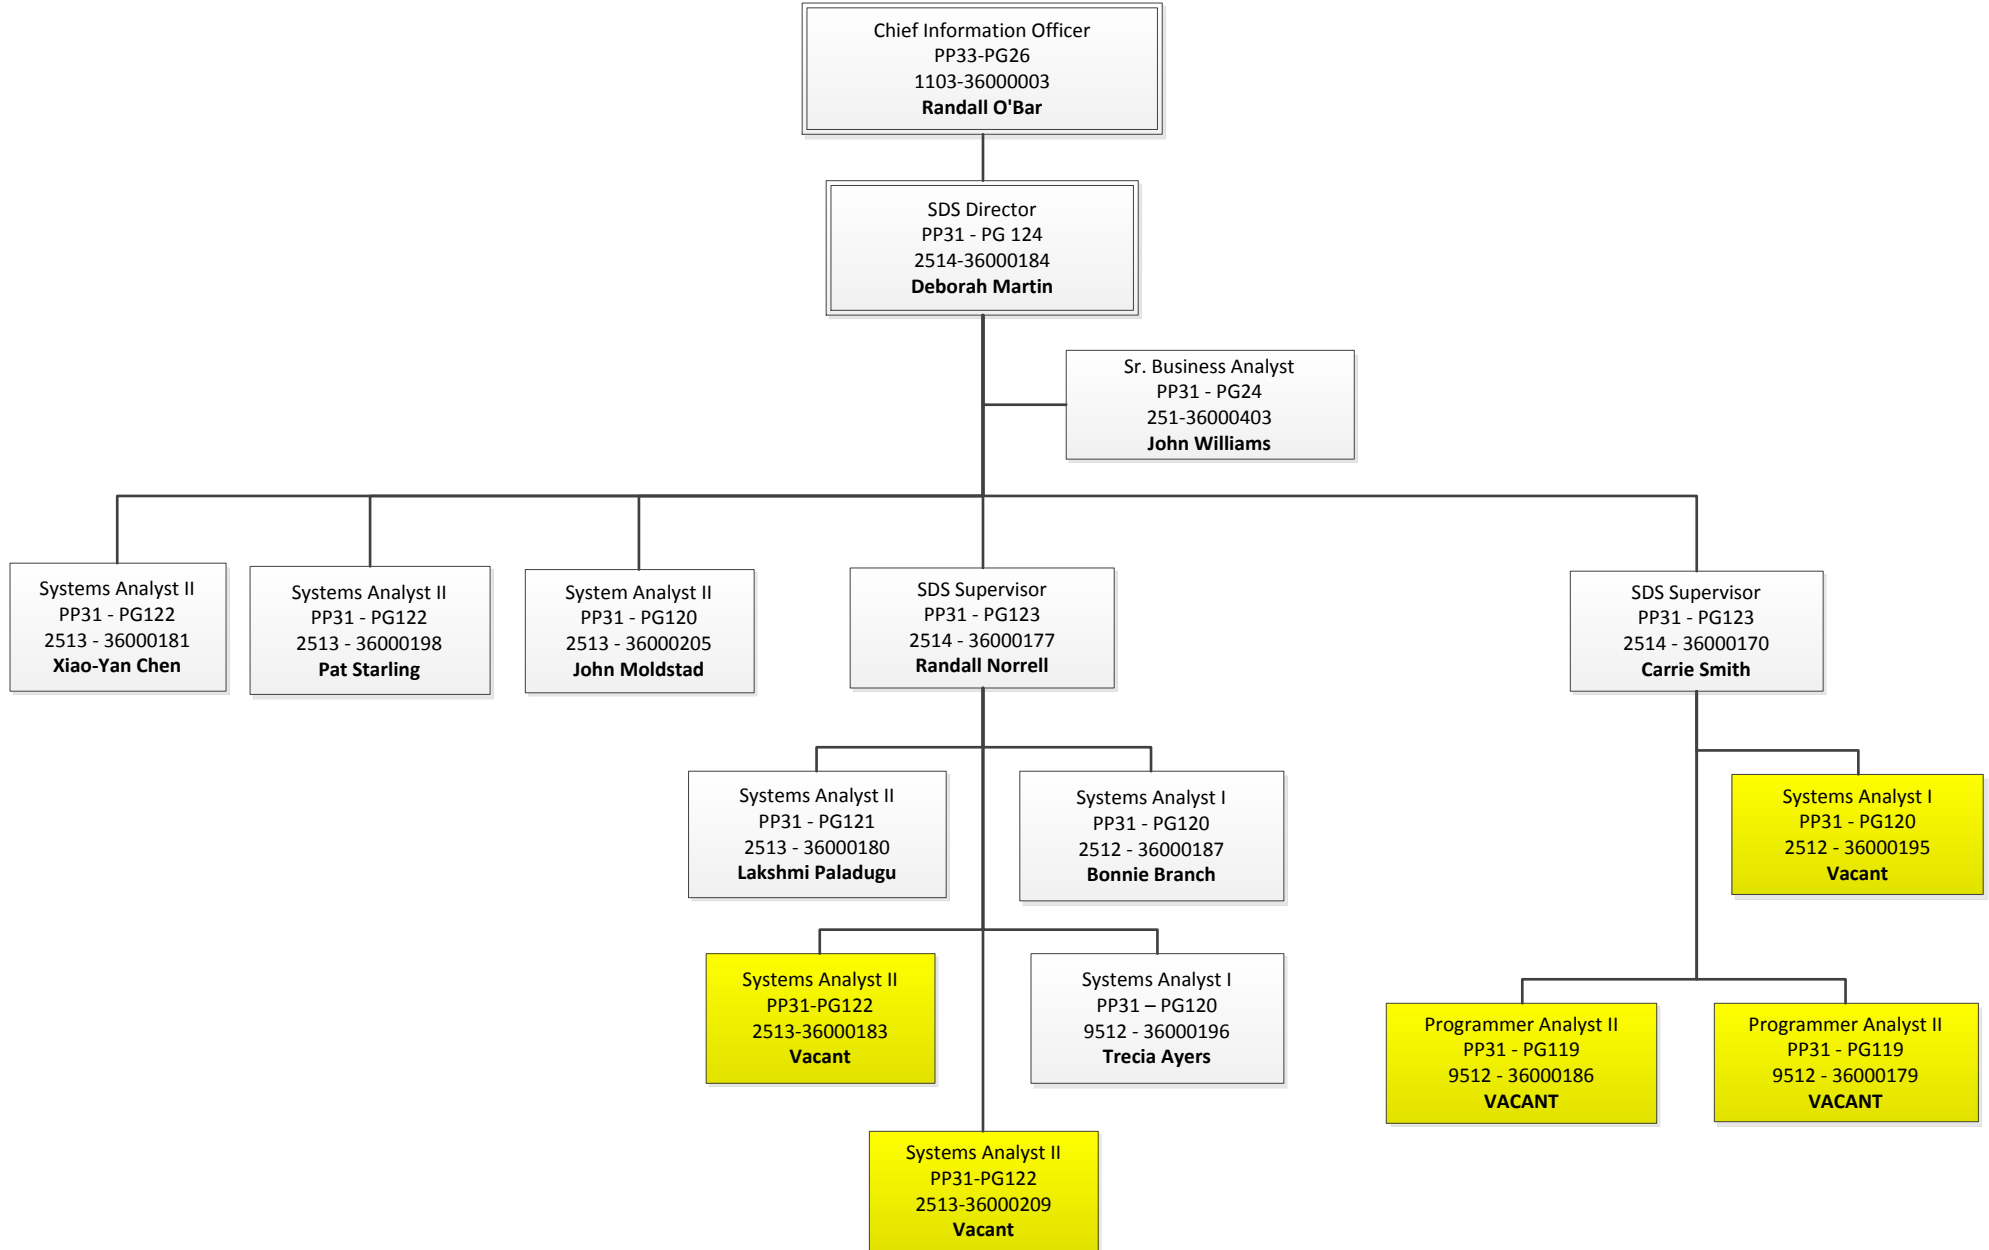 Chief Information Officer
PP33-PG26
1103-36000003
Randall O'Bar
SDS Director
PP31 - PG 124
2514-36000184
Deborah Martin
Sr. Business Analyst
PP31 - PG24
251-36000403
John Williams
Systems Analyst II
PP31 - PG122
2513 - 36000181
Xiao-Yan Chen
Systems Analyst II
PP31 - PG122
2513 - 36000198
Pat Starling
System Analyst II
PP31 - PG120
2513 - 36000205
John Moldstad
SDS Supervisor
PP31 - PG123
2514 - 36000177
Randall Norrell
SDS Supervisor
PP31 - PG123
2514 - 36000170
Carrie Smith
Systems Analyst II
PP31 - PG121
2513 - 36000180
Lakshmi Paladugu
Systems Analyst I
PP31 - PG120
2512 - 36000187
Bonnie Branch
Systems Analyst I
PP31 - PG120
2512 - 36000195
Vacant
Systems Analyst II
PP31-PG122
2513-36000183
Vacant
Systems Analyst I
PP31 – PG120
9512 - 36000196
Trecia Ayers
Programmer Analyst II
PP31 - PG119
9512 - 36000186
VACANT
Programmer Analyst II
PP31 - PG119
9512 - 36000179
VACANT
Systems Analyst II
PP31-PG122
2513-36000209
Vacant